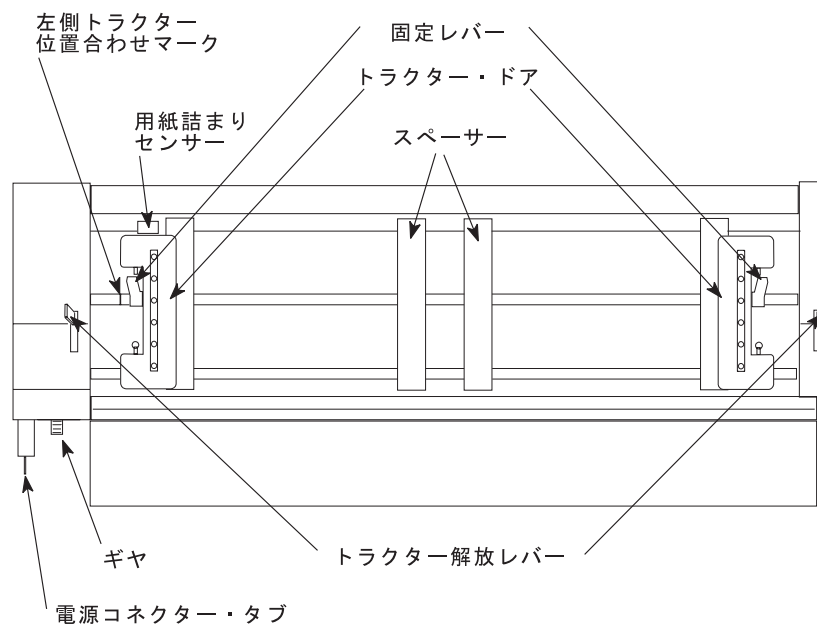 左側トラクター
位置合わせマーク
固定レバー
トラクター・ドア
用紙詰まり
センサー
スペーサー
ギヤ
トラクター解放レバー
電源コネクター・タブ